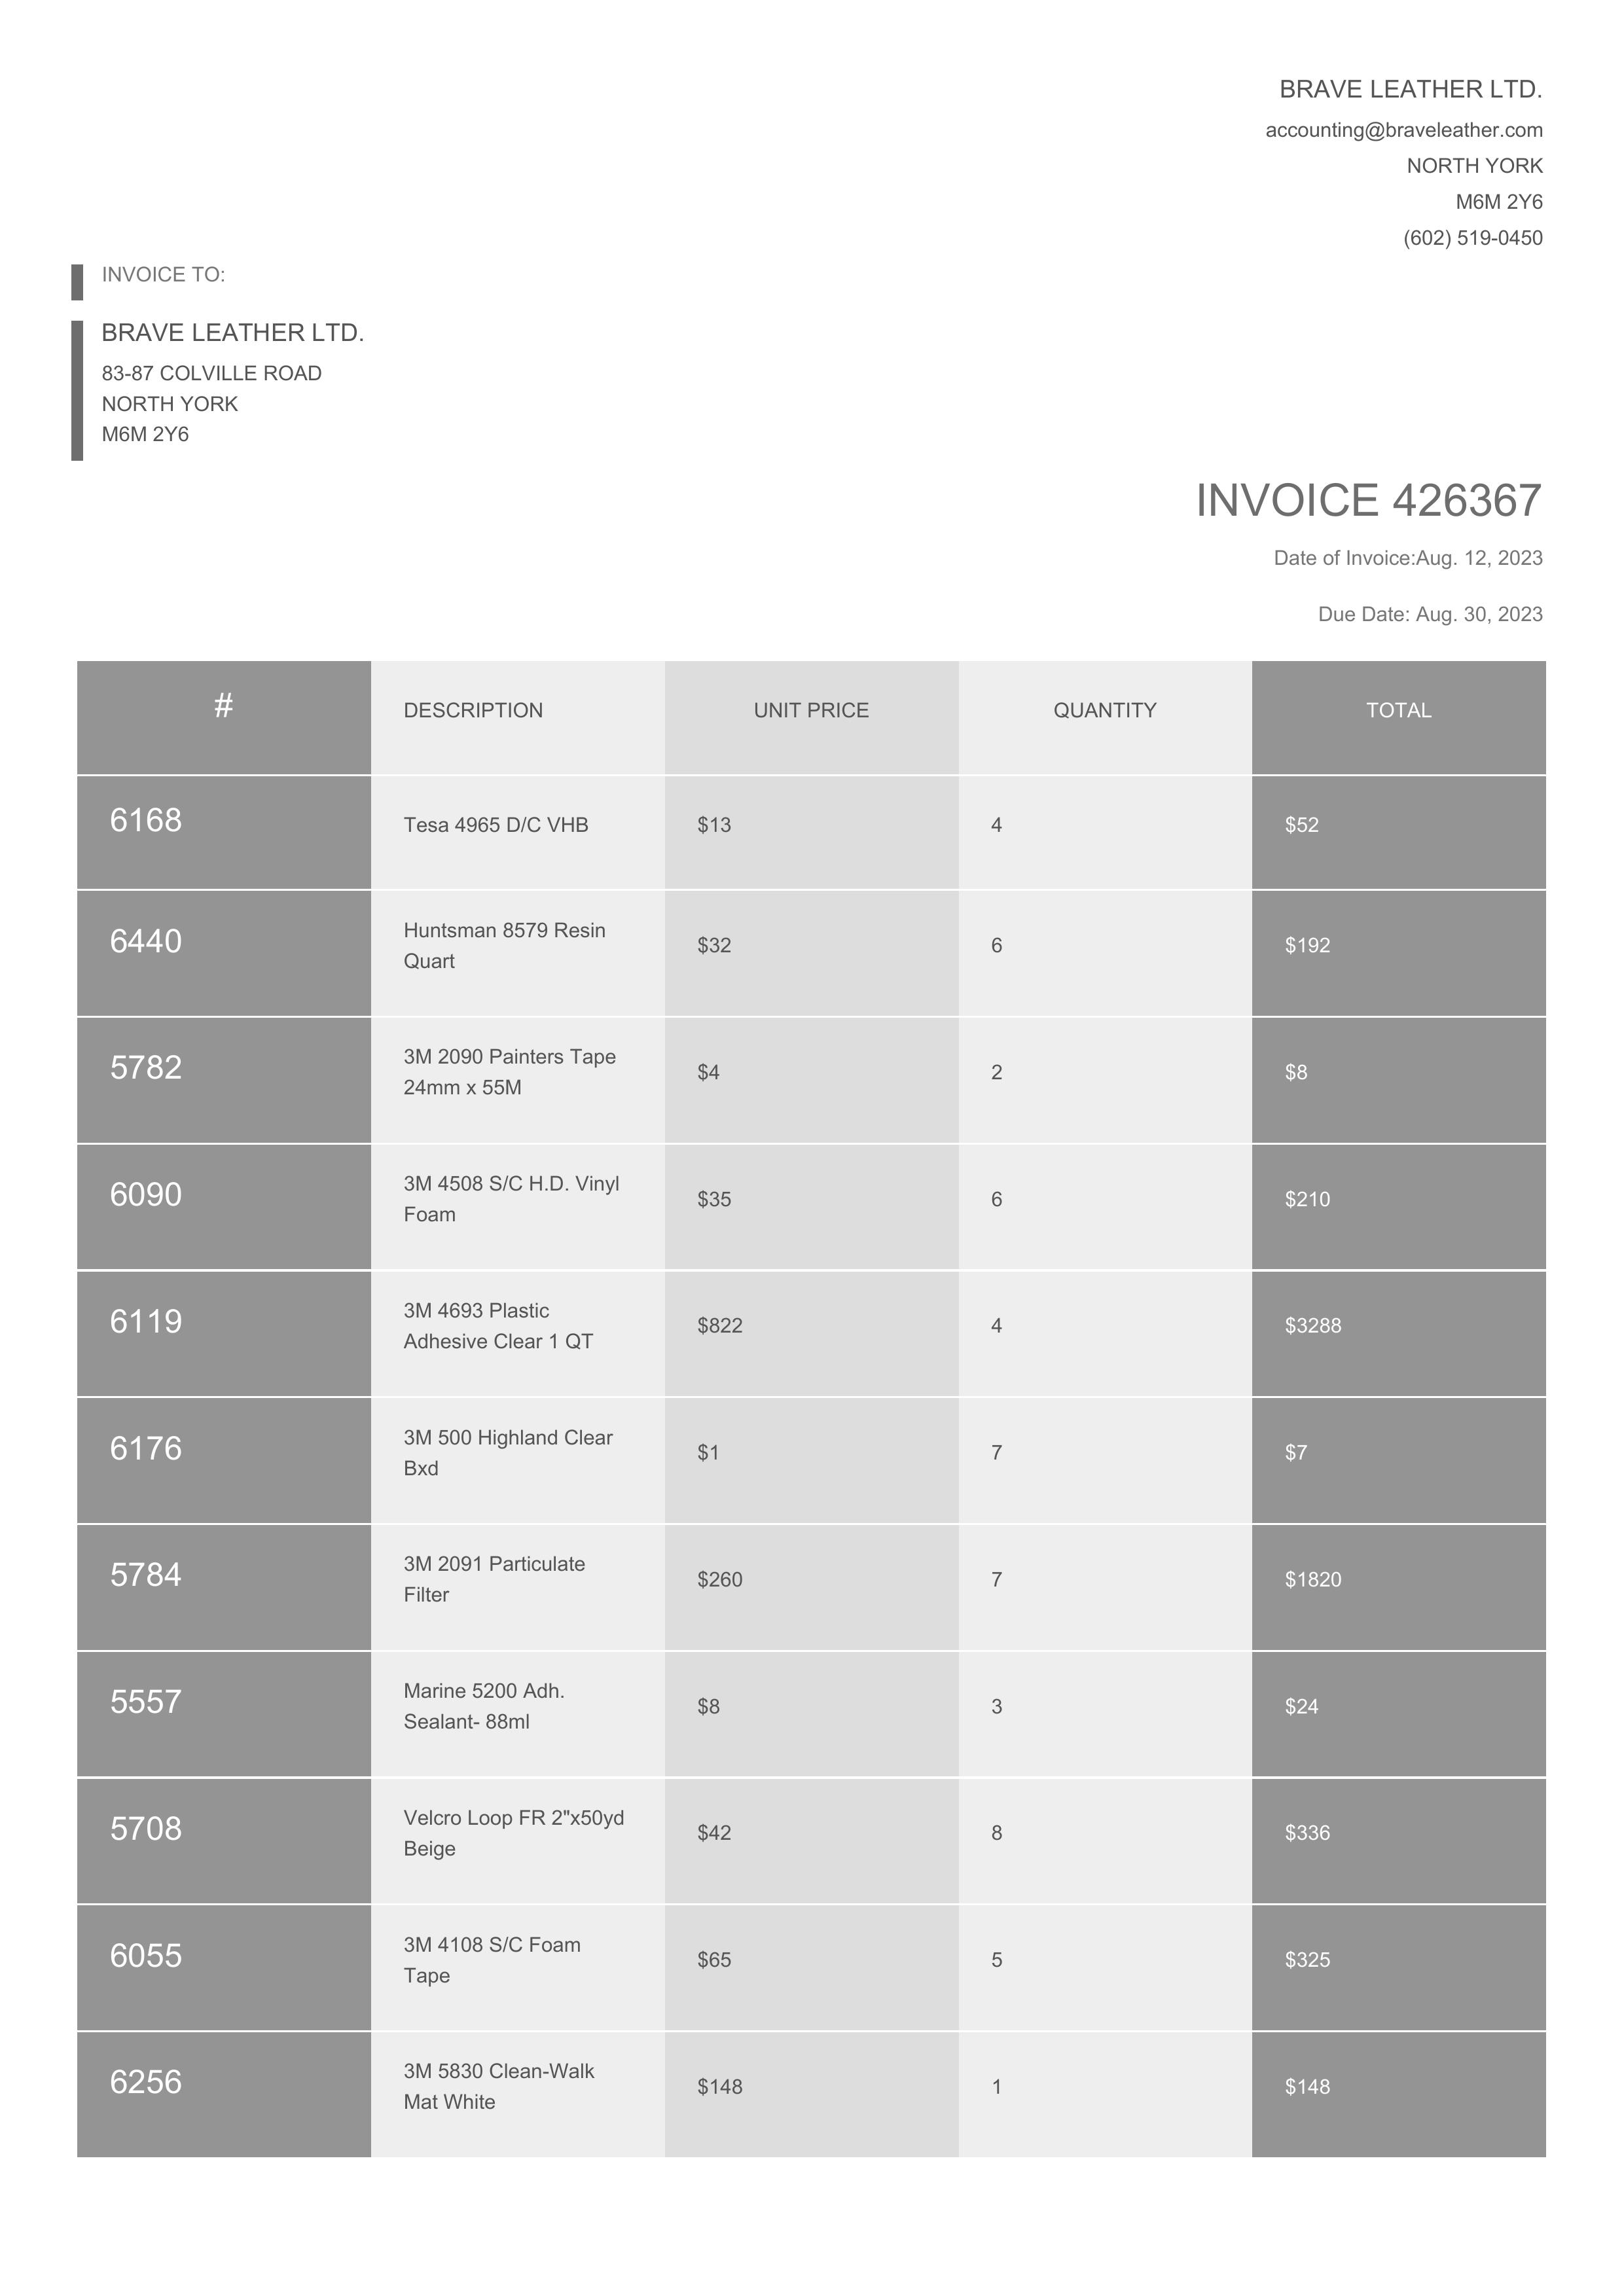 BRAVE LEATHER LTD.
accounting@braveleather.com
NORTH YORK
M6M 2Y6
(602) 519-0450
INVOICE TO:
BRAVE LEATHER LTD.
83-87 COLVILLE ROAD
NORTH YORK
M6M 2Y6
INVOICE 426367
Date of Invoice:Aug. 12, 2023
Due Date: Aug. 30, 2023
# DESCRIPTION UNIT PRICE QUANTITY TOTAL
6168 Tesa 4965 D/C VHB $13 4 $52
6440 Huntsman 8579 Resin
Quart $32 6 $192
5782 3M 2090 Painters Tape
24mm x 55M $4 2 $8
6090 3M 4508 S/C H.D. Vinyl
Foam $35 6 $210
6119 3M 4693 Plastic
Adhesive Clear 1 QT $822 4 $3288
6176 3M 500 Highland Clear
Bxd $1 7 $7
5784 3M 2091 Particulate
Filter $260 7 $1820
5557 Marine 5200 Adh.
Sealant- 88ml $8 3 $24
5708 Velcro Loop FR 2"x50yd
Beige $42 8 $336
6055 3M 4108 S/C Foam
Tape $65 5 $325
6256 3M 5830 Clean-Walk
Mat White $148 1 $148